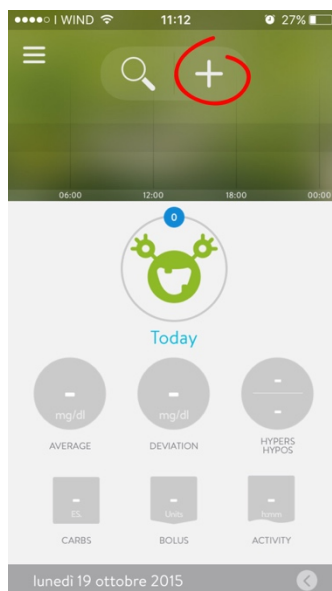 I WIND 11:12 27%
06:00 12:00 18:00 00:00
0
Today
- - -
mg/dl mg/dl -
AVERAGE DEVIATION HYPERS
HYPOS
- - -
ES. Units h:mm
CARBS BOLUS ACTIVITY
lunedì 19 ottobre 2015